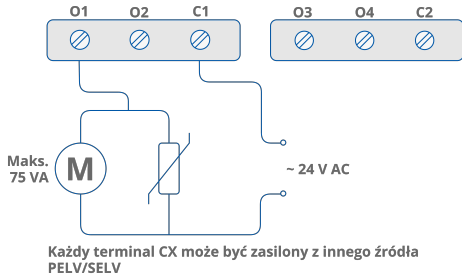 O1 O2 C1 O3 O4 C2
Maks.
75 VA
M
~ 24 V AC
Każdy terminal CX może być zasilony z innego źródła
PELV/SELV